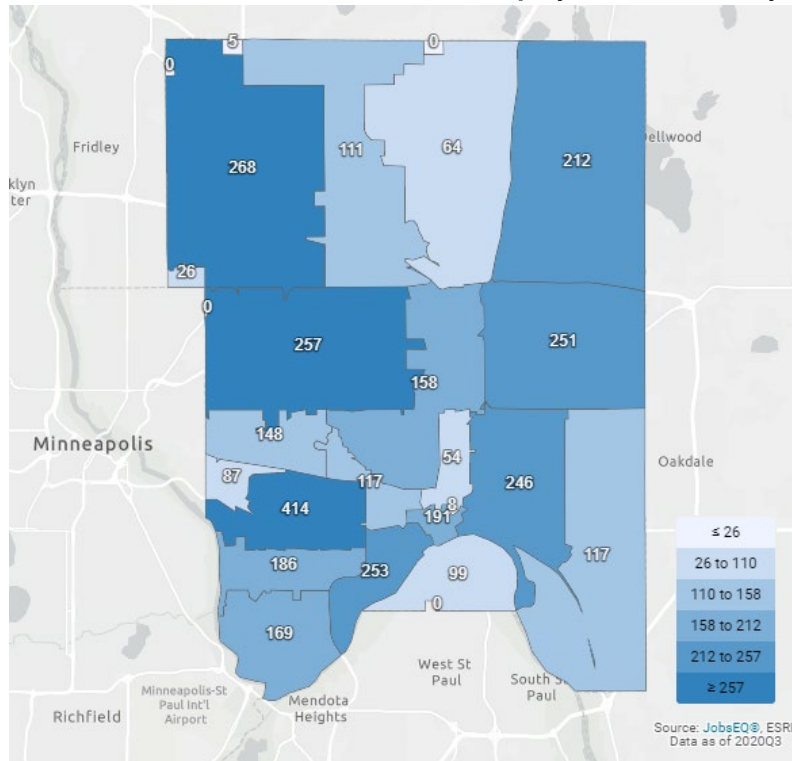 5
0
0
Fridley
Dellwood
klyn
ter
268
111
64
212
26
0
257
251
158
Minneapolis
148
87
54
117
246
Oakdale
414
8
191
117
186
253
99
0
169
West St
Paul
South S
Paul
Minneapolis-St
Paul Int'l
Airport
Mendota
Heights
Richfield
≤ 26
26 to 110
110 to 158
158 to 212
212 to 257
≥ 257
Source: JobsEQ®, ESRI
Data as of 2020Q3